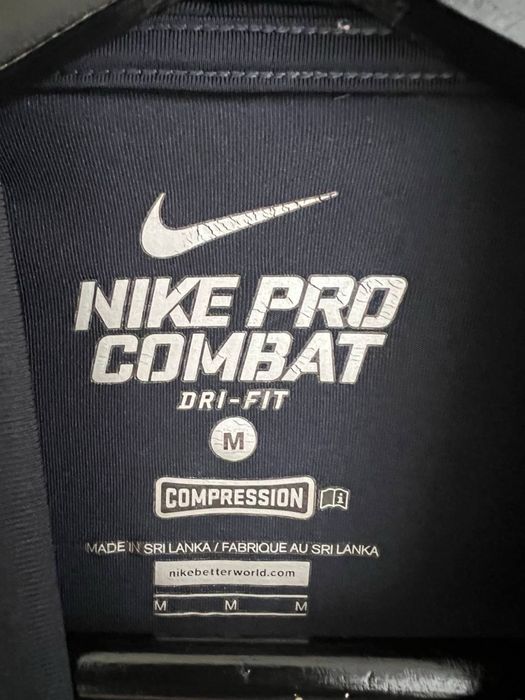 NIKE PRO
COMBAT
DRI-FIT
M
COMPRESSION
MADE IN SRI LANKA / FABRIQUE AU SRI LANKA
nikebetterworld.com
M M M